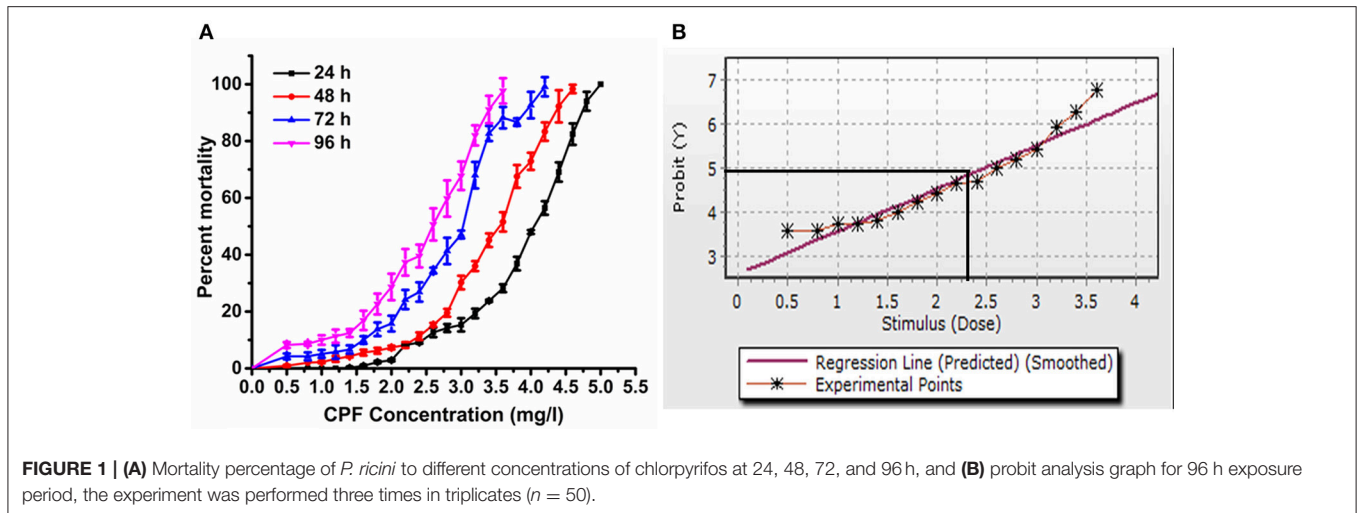 A
24 h
48 h
72 h
96 h
Percent mortality
100
80
60
40
20
0
0.0 0.5 1.0 1.5 2.0 2.5 3.0 3.5 4.0 4.5 5.0 5.5
CPF Concentration (mg/l)
B
Probit (Y)
7
6
5
4
3
0 0.5 1 1.5 2 2.5 3 3.5 4
Stimulus (Dose)
Regression Line (Predicted) (Smoothed)
Experimental Points
FIGURE 1 | (A) Mortality percentage of P. ricini to different concentrations of chlorpyrifos at 24, 48, 72, and 96 h, and (B) probit analysis graph for 96 h exposure
period, the experiment was performed three times in triplicates (n = 50).